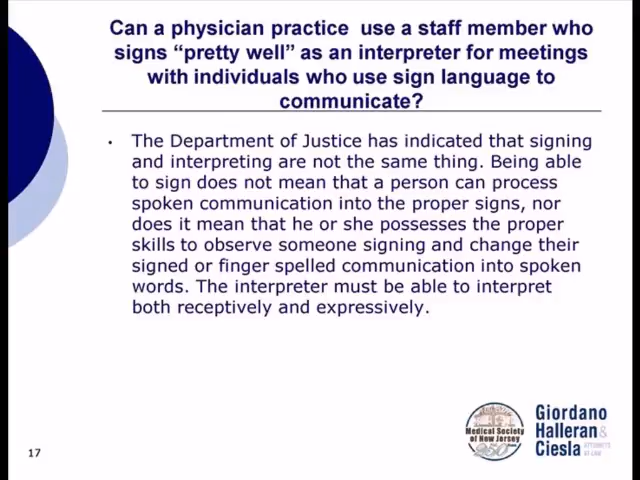 Can a physician practice use a staff member who
signs “pretty well” as an interpreter for meetings
with individuals who use sign language to
communicate?
• The Department of Justice has indicated that signing
and interpreting are not the same thing. Being able
to sign does not mean that a person can process
spoken communication into the proper signs, nor
does it mean that he or she possesses the proper
skills to observe someone signing and change their
signed or finger spelled communication into spoken
words. The interpreter must be able to interpret
both receptively and expressively.
Medical Society
of New Jersey
250
Giordano
Halleran &
Ciesla
ATTORNEYS
AT LAW
17